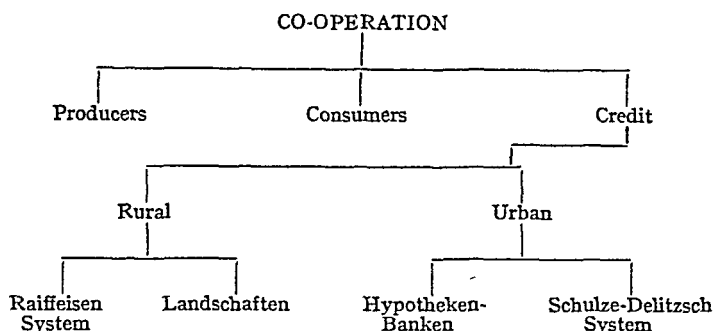 CO-OPERATION
Producers Consumers Credit
Rural Urban
Raiffeisen Landschaften Hypotheken- Schulze-Delitzsch
System Banken System